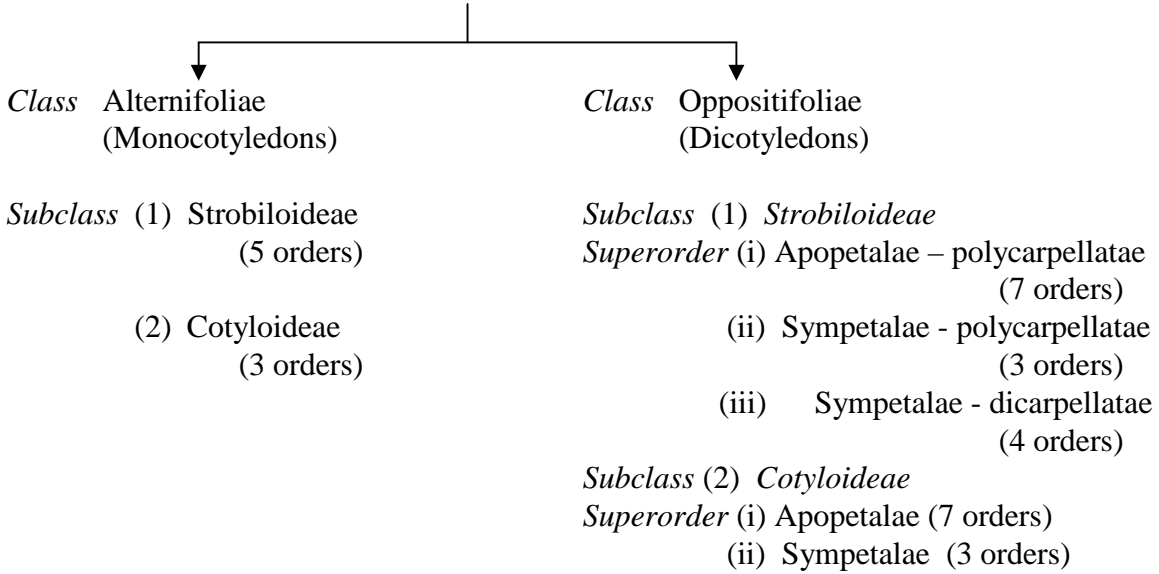 Class Alternifoliae
(Monocotyledons)
Subclass (1) Strobiloideae
(5 orders)
(2) Cotyloideae
(3 orders)
Class Oppositifoliae
(Dicotyledons)
Subclass (1) Strobiloideae
Superorder (i) Apopetalae – polycarpellatae
(7 orders)
(ii) Sympetalae - polycarpellatae
(3 orders)
(iii) Sympetalae - dicarpellatae
(4 orders)
Subclass (2) Cotyloideae
Superorder (i) Apopetalae (7 orders)
(ii) Sympetalae (3 orders)